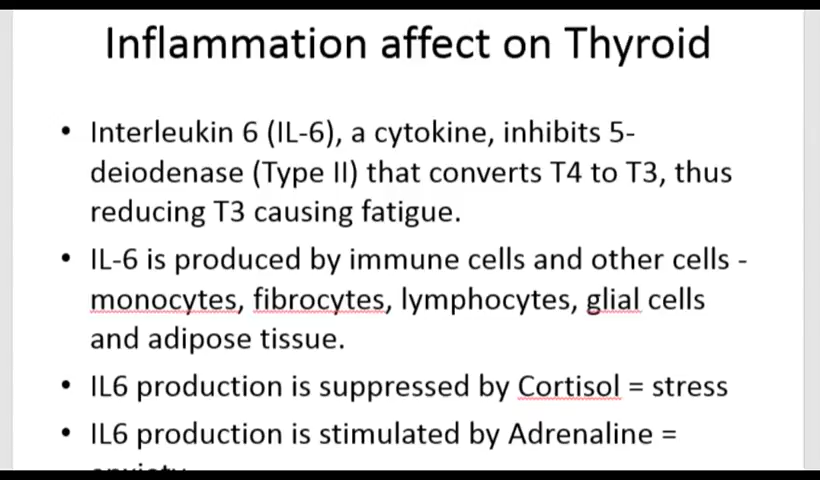 Inflammation affect on Thyroid
• Interleukin 6 (IL-6), a cytokine, inhibits 5-
deiodenase (Type II) that converts T4 to T3, thus
reducing T3 causing fatigue.
• IL-6 is produced by immune cells and other cells -
monocytes, fibrocytes, lymphocytes, glial cells
and adipose tissue.
• IL6 production is suppressed by Cortisol = stress
• IL6 production is stimulated by Adrenaline =